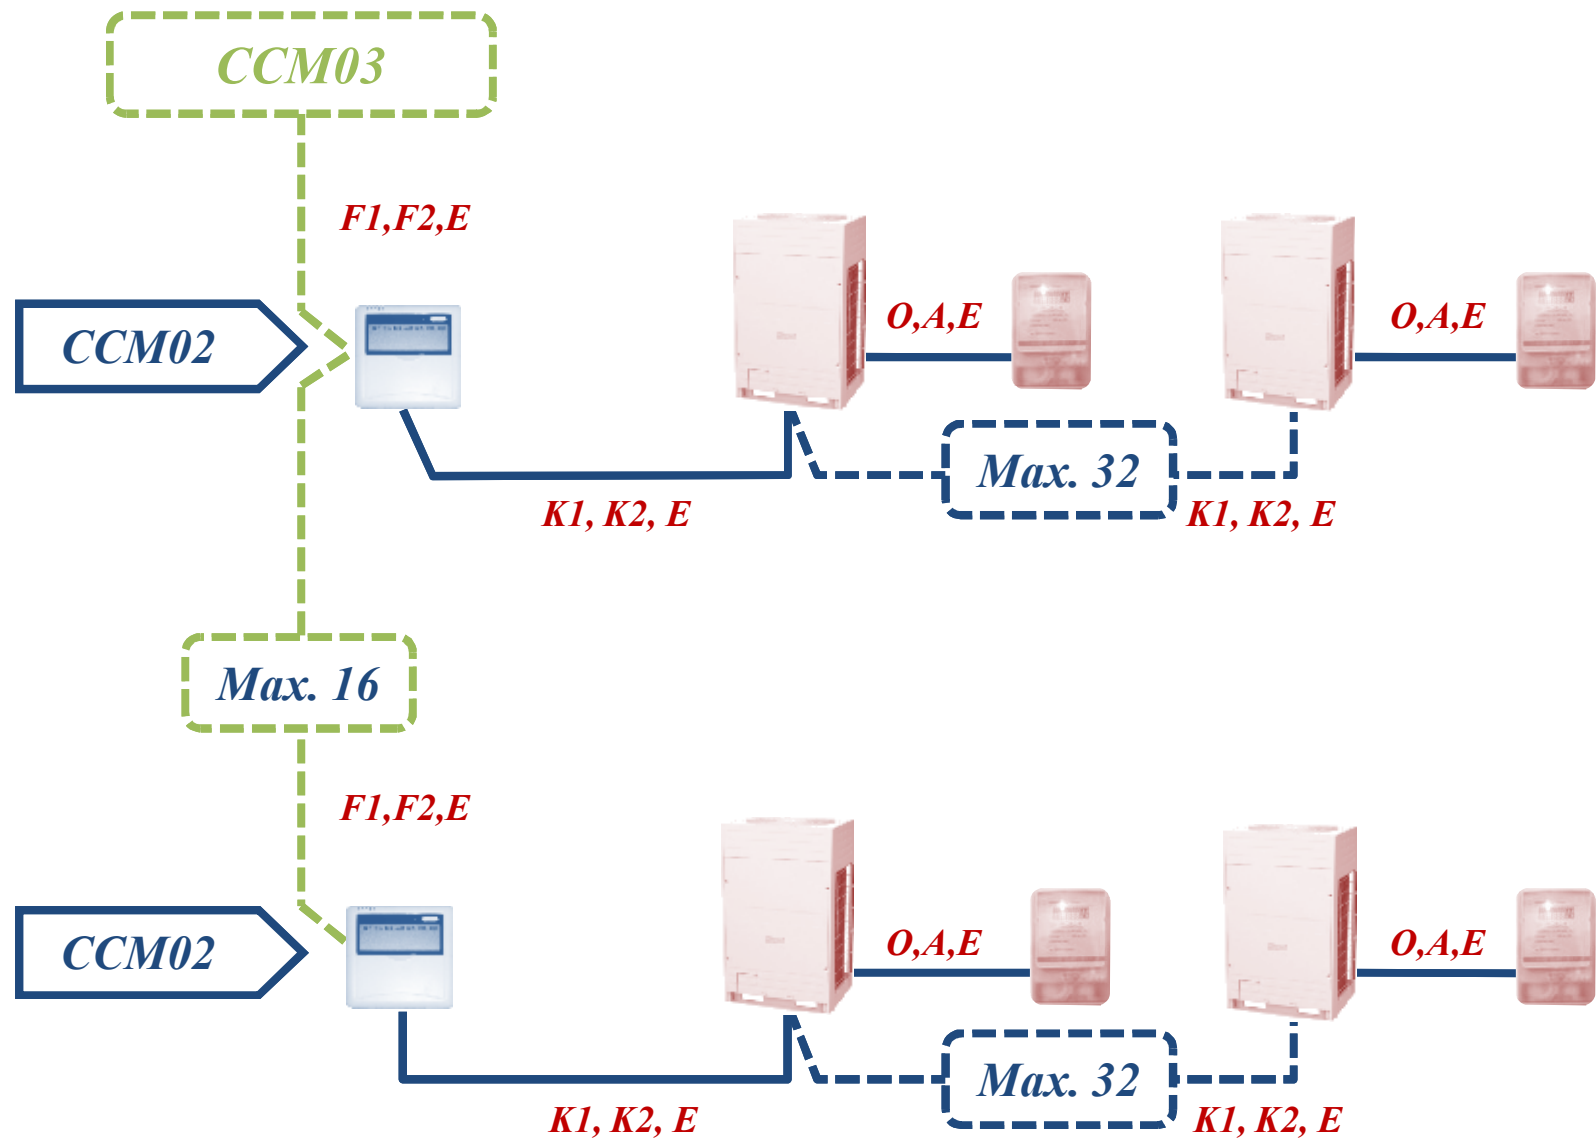 CCM03
F1,F2,E
CCM02
O,A,E
O,A,E
Max. 32
K1, K2, E
K1, K2, E
Max. 16
F1,F2,E
CCM02
O,A,E
O,A,E
Max. 32
K1, K2, E
K1, K2, E